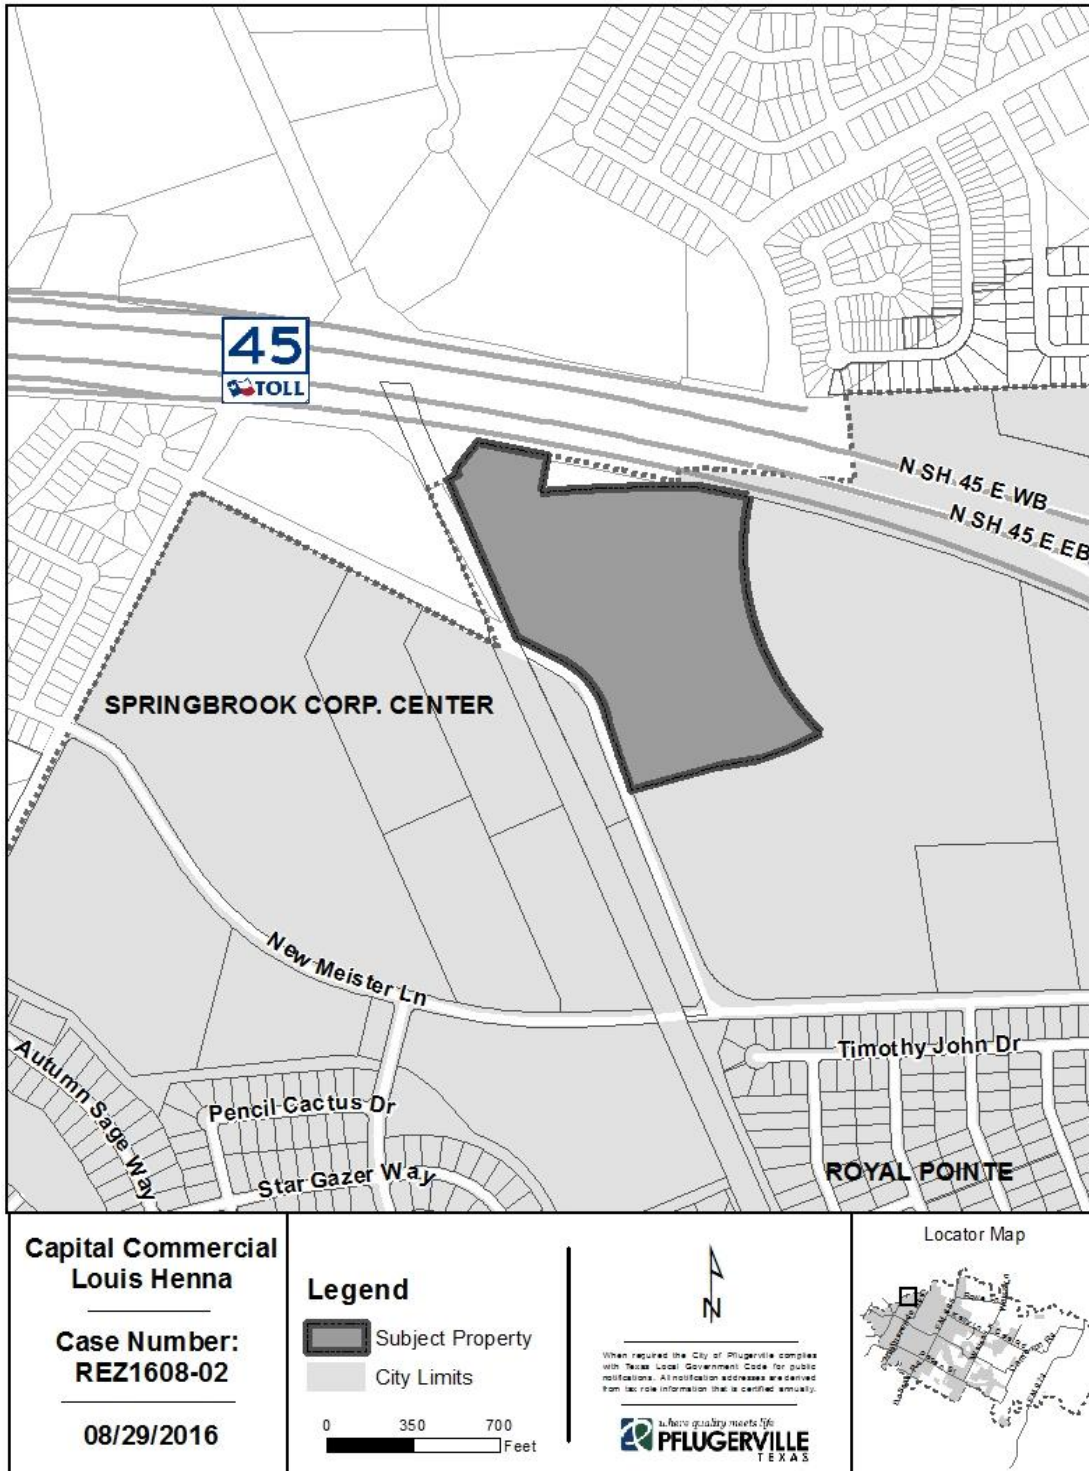 45
TOLL
N SH 45 E WB
N SH 45 E EB
SPRINGBROOK CORP. CENTER
New Meister Ln
Timothy John Dr
Autumn Sage Way
Pencil Cactus Dr
Star Gazer Way
ROYAL POINTE
Capital Commercial
Louis Henna
Case Number:
REZ1608-02
08/29/2016
Legend
Subject Property
City Limits
0 350 700
Feet
N
When required the City of Pflugerville complies
with Texas Local Government Code for public
notifications. All notification addresses are derived
from tax role information that is certified annually.
where quality meets life
PFLUGERVILLE
TEXAS
Locator Map